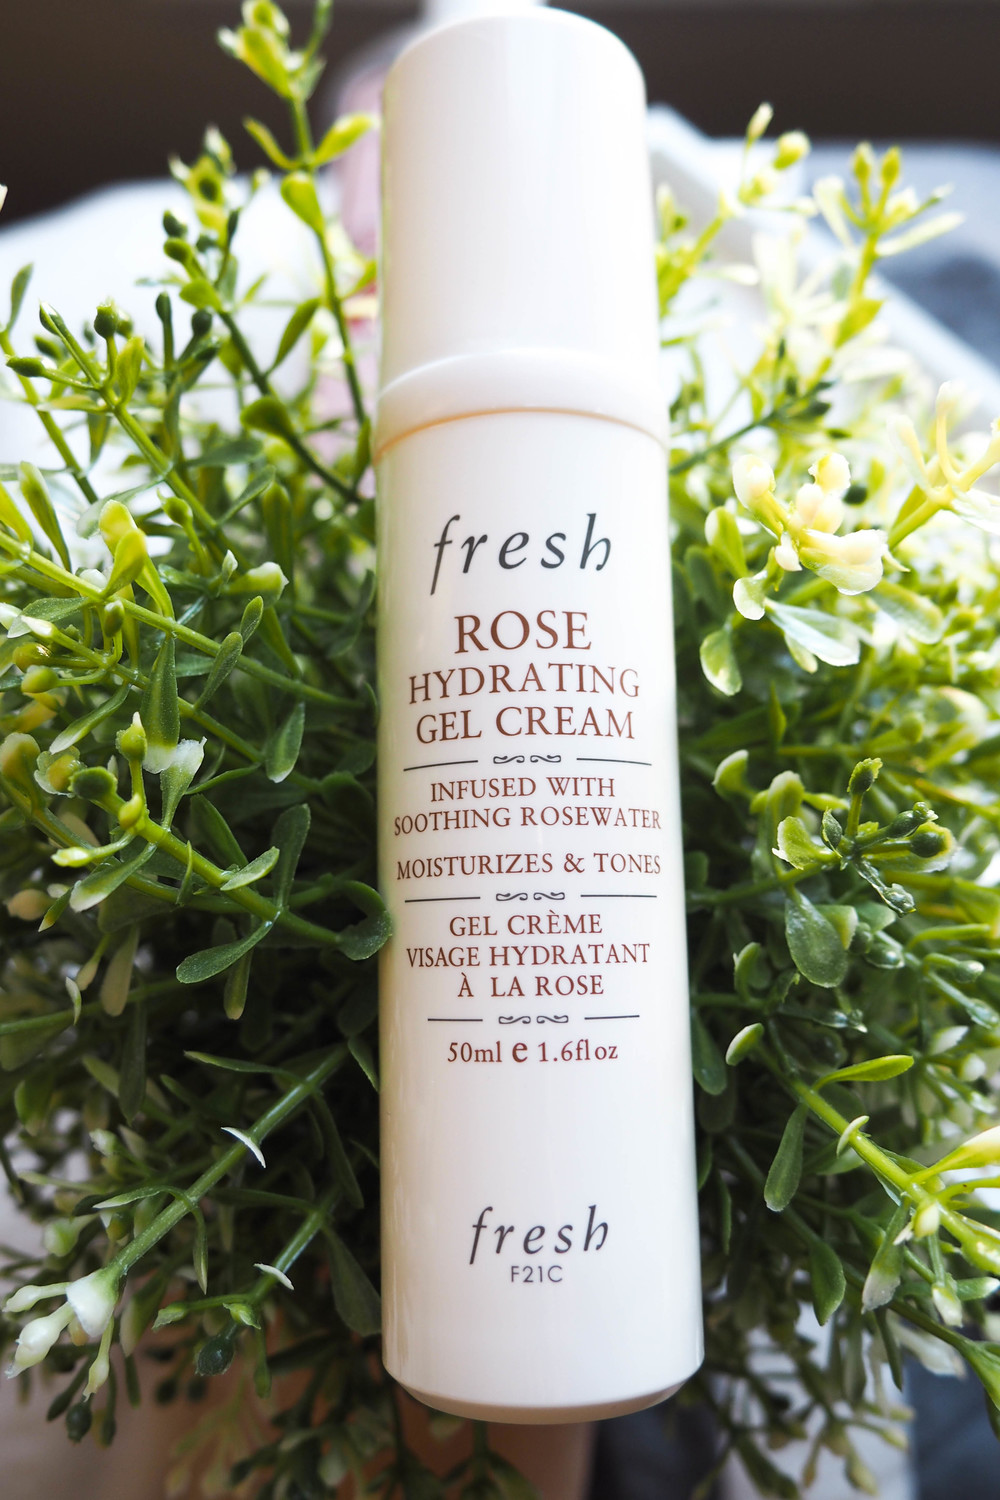 fresh
ROSE
HYDRATING
GEL CREAM
INFUSED WITH
SOOTHING ROSEWATER
MOISTURIZES & TONES
GEL CRÈME
VISAGE HYDRATANT
À LA ROSE
50ml e 1.6fl oz
fresh
F21C